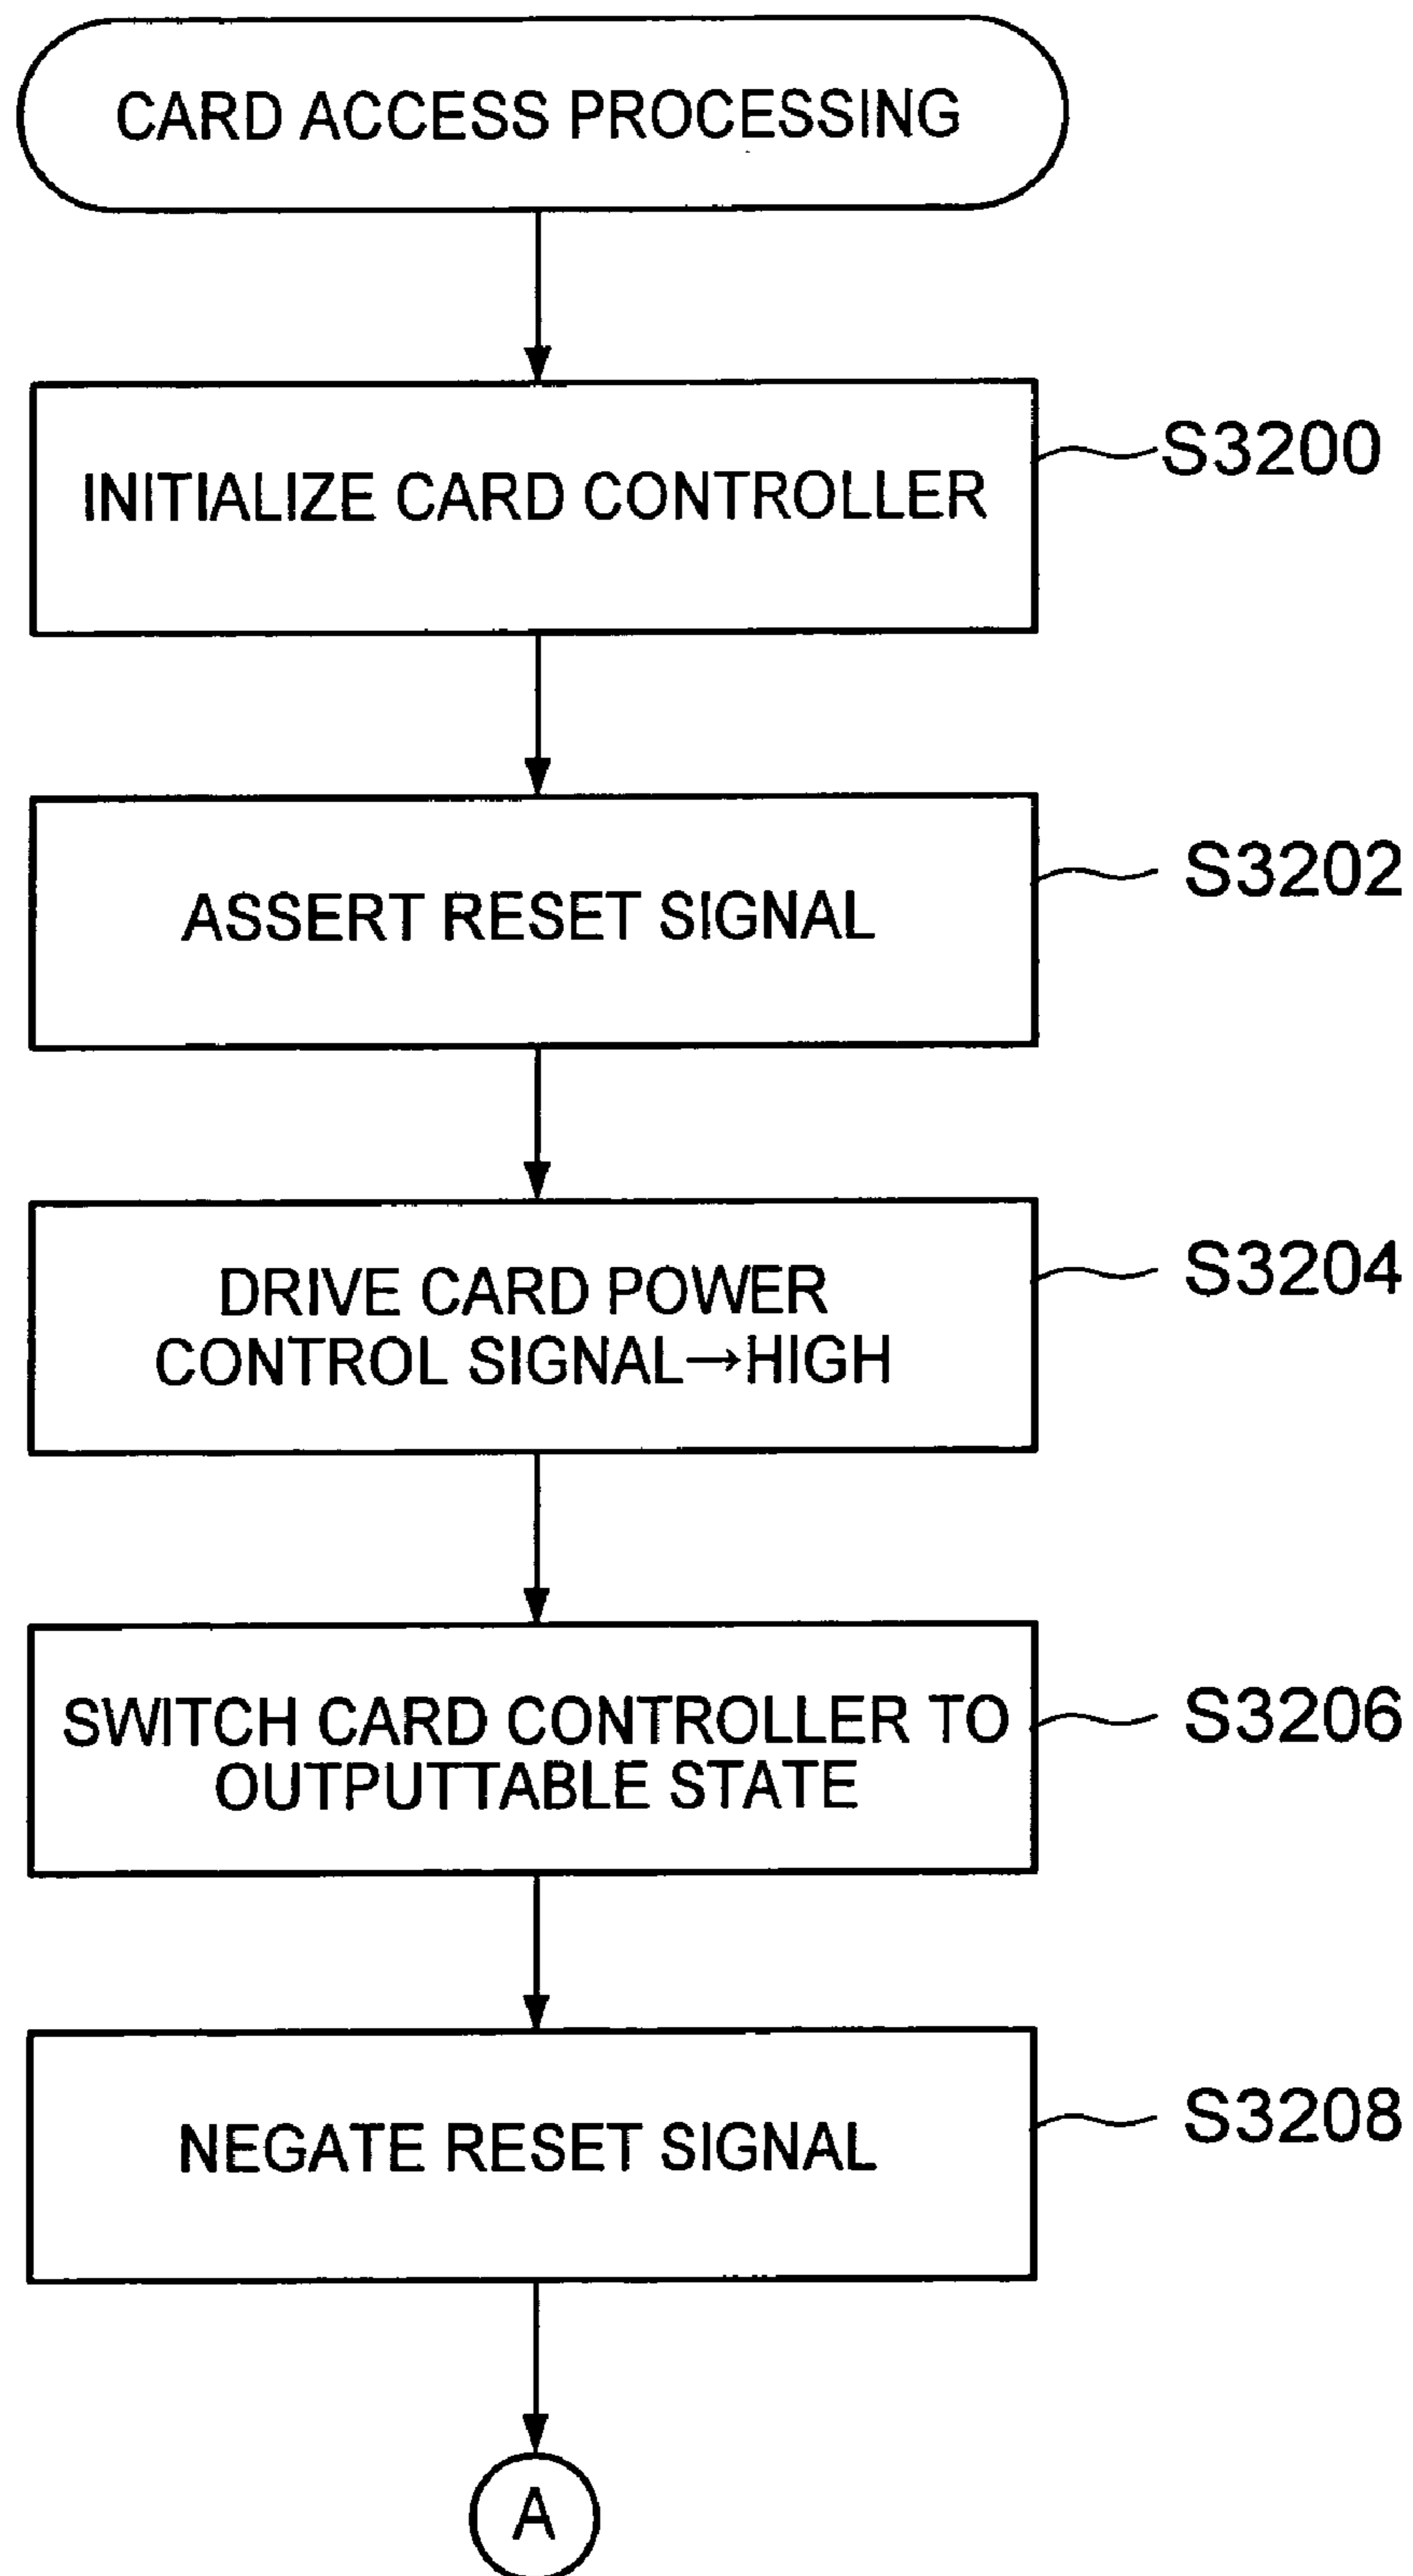 CARD ACCESS PROCESSING
INITIALIZE CARD CONTROLLER
S3200
ASSERT RESET SIGNAL
S3202
DRIVE CARD POWER
CONTROL SIGNAL→HIGH
S3204
SWITCH CARD CONTROLLER TO
OUTPUTTABLE STATE
S3206
NEGATE RESET SIGNAL
S3208
A